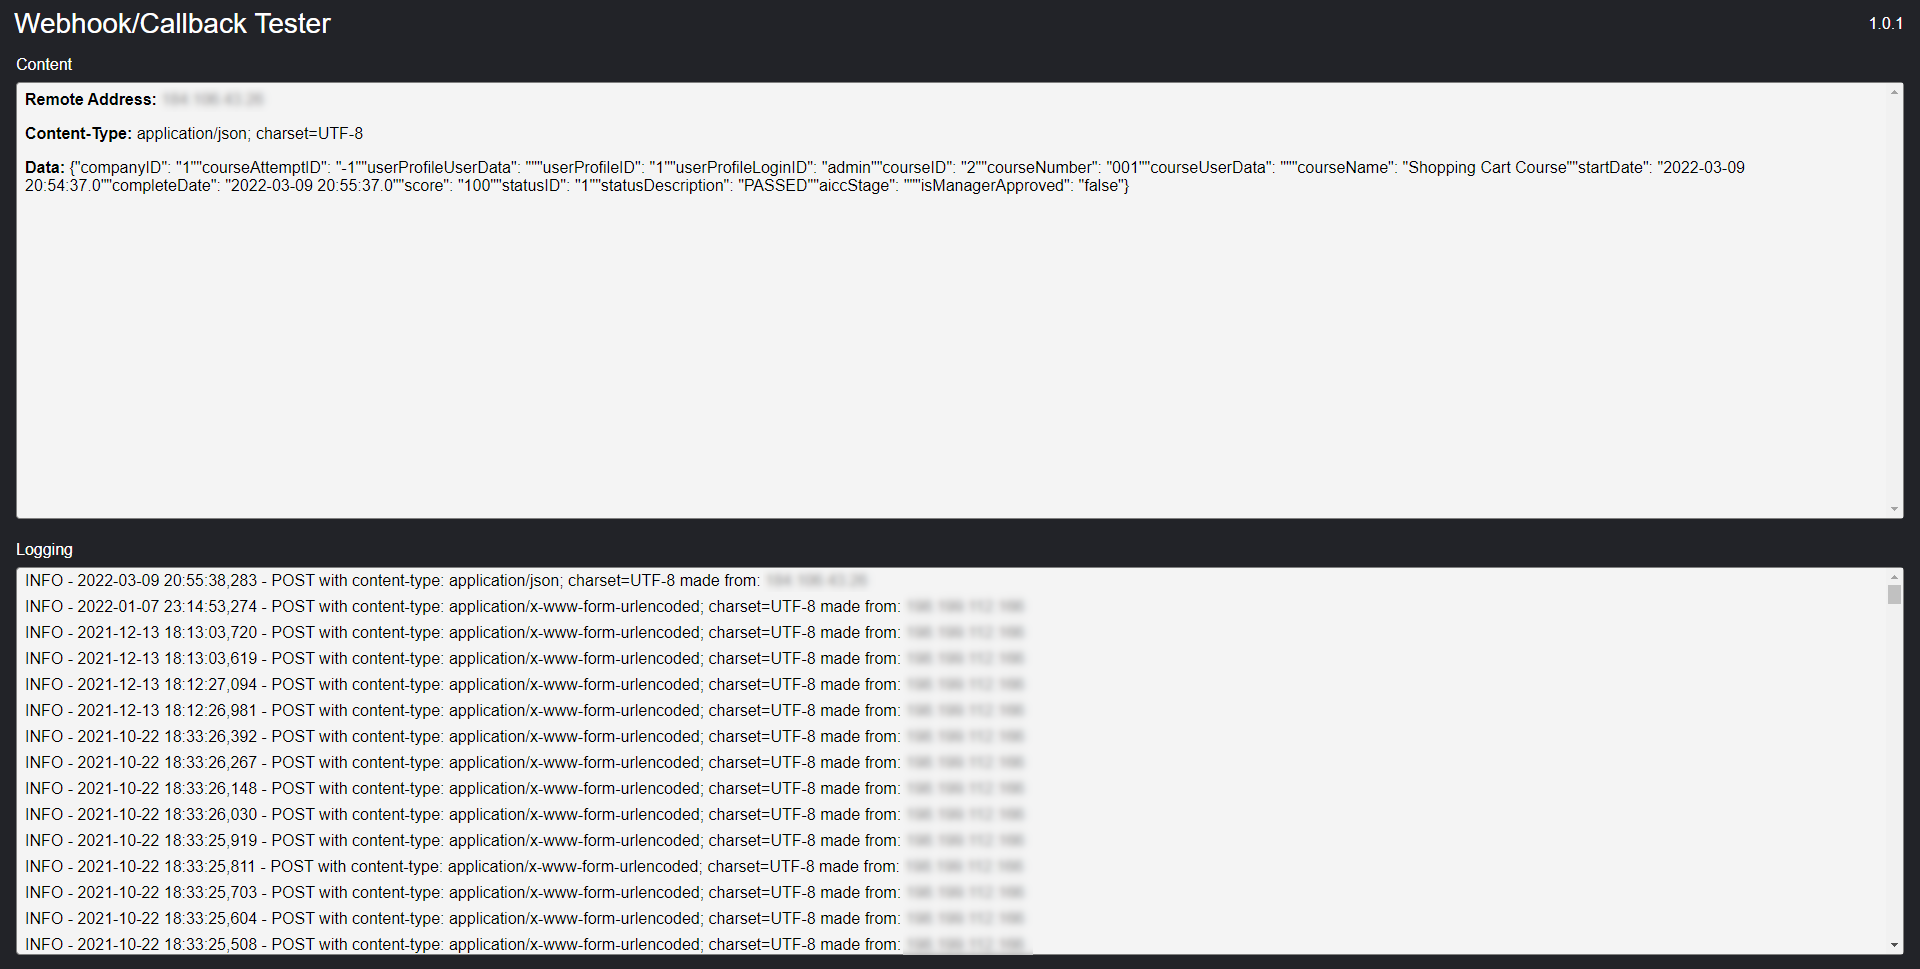 Webhook/Callback Tester
1.0.1
Content
Remote Address:
Content-Type: application/json; charset=UTF-8
Data: {"companyID": "1""courseAttemptID": "-1""userProfileUserData": """userProfileID": "1""userProfileLoginID": "admin""courseID": "2""courseNumber": "001""courseUserData": """courseName": "Shopping Cart Course""startDate": "2022-03-09
20:54:37.0""completeDate": "2022-03-09 20:55:37.0""score": "100""statusID": "1""statusDescription": "PASSED""aiccStage": """isManagerApproved": "false"}
Logging
INFO - 2022-03-09 20:55:38,283 - POST with content-type: application/json; charset=UTF-8 made from:
INFO - 2022-01-07 23:14:53,274 - POST with content-type: application/x-www-form-urlencoded; charset=UTF-8 made from:
INFO - 2021-12-13 18:13:03,720 - POST with content-type: application/x-www-form-urlencoded; charset=UTF-8 made from:
INFO - 2021-12-13 18:13:03,619 - POST with content-type: application/x-www-form-urlencoded; charset=UTF-8 made from:
INFO - 2021-12-13 18:12:27,094 - POST with content-type: application/x-www-form-urlencoded; charset=UTF-8 made from:
INFO - 2021-12-13 18:12:26,981 - POST with content-type: application/x-www-form-urlencoded; charset=UTF-8 made from:
INFO - 2021-10-22 18:33:26,392 - POST with content-type: application/x-www-form-urlencoded; charset=UTF-8 made from:
INFO - 2021-10-22 18:33:26,267 - POST with content-type: application/x-www-form-urlencoded; charset=UTF-8 made from:
INFO - 2021-10-22 18:33:26,148 - POST with content-type: application/x-www-form-urlencoded; charset=UTF-8 made from:
INFO - 2021-10-22 18:33:26,030 - POST with content-type: application/x-www-form-urlencoded; charset=UTF-8 made from:
INFO - 2021-10-22 18:33:25,919 - POST with content-type: application/x-www-form-urlencoded; charset=UTF-8 made from:
INFO - 2021-10-22 18:33:25,811 - POST with content-type: application/x-www-form-urlencoded; charset=UTF-8 made from:
INFO - 2021-10-22 18:33:25,703 - POST with content-type: application/x-www-form-urlencoded; charset=UTF-8 made from:
INFO - 2021-10-22 18:33:25,604 - POST with content-type: application/x-www-form-urlencoded; charset=UTF-8 made from:
INFO - 2021-10-22 18:33:25,508 - POST with content-type: application/x-www-form-urlencoded; charset=UTF-8 made from: